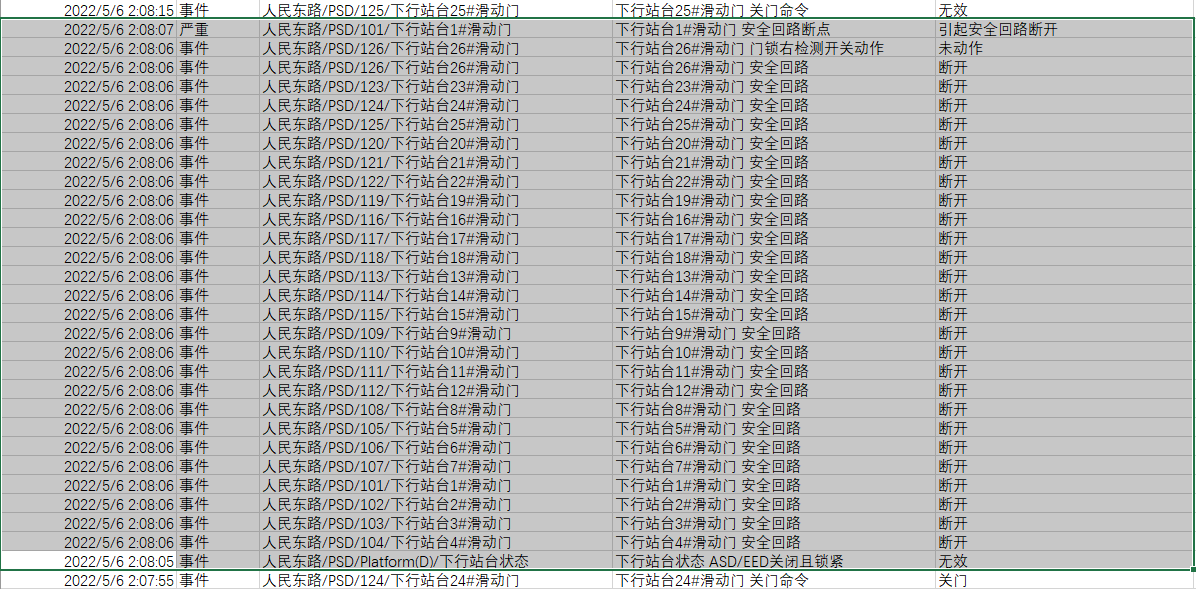 2022/5/6 2:08:15 事件 人民东路/PSD/125/下行站台25#滑动门 下行站台25#滑动门 关门命令 无效
2022/5/6 2:08:07 严重 人民东路/PSD/101/下行站台1#滑动门 下行站台1#滑动门 安全回路断点 引起安全回路断开
2022/5/6 2:08:06 事件 人民东路/PSD/126/下行站台26#滑动门 下行站台26#滑动门 门锁右检测开关动作 未动作
2022/5/6 2:08:06 事件 人民东路/PSD/126/下行站台26#滑动门 下行站台26#滑动门 安全回路 断开
2022/5/6 2:08:06 事件 人民东路/PSD/123/下行站台23#滑动门 下行站台23#滑动门 安全回路 断开
2022/5/6 2:08:06 事件 人民东路/PSD/124/下行站台24#滑动门 下行站台24#滑动门 安全回路 断开
2022/5/6 2:08:06 事件 人民东路/PSD/125/下行站台25#滑动门 下行站台25#滑动门 安全回路 断开
2022/5/6 2:08:06 事件 人民东路/PSD/120/下行站台20#滑动门 下行站台20#滑动门 安全回路 断开
2022/5/6 2:08:06 事件 人民东路/PSD/121/下行站台21#滑动门 下行站台21#滑动门 安全回路 断开
2022/5/6 2:08:06 事件 人民东路/PSD/122/下行站台22#滑动门 下行站台22#滑动门 安全回路 断开
2022/5/6 2:08:06 事件 人民东路/PSD/119/下行站台19#滑动门 下行站台19#滑动门 安全回路 断开
2022/5/6 2:08:06 事件 人民东路/PSD/116/下行站台16#滑动门 下行站台16#滑动门 安全回路 断开
2022/5/6 2:08:06 事件 人民东路/PSD/117/下行站台17#滑动门 下行站台17#滑动门 安全回路 断开
2022/5/6 2:08:06 事件 人民东路/PSD/118/下行站台18#滑动门 下行站台18#滑动门 安全回路 断开
2022/5/6 2:08:06 事件 人民东路/PSD/113/下行站台13#滑动门 下行站台13#滑动门 安全回路 断开
2022/5/6 2:08:06 事件 人民东路/PSD/114/下行站台14#滑动门 下行站台14#滑动门 安全回路 断开
2022/5/6 2:08:06 事件 人民东路/PSD/115/下行站台15#滑动门 下行站台15#滑动门 安全回路 断开
2022/5/6 2:08:06 事件 人民东路/PSD/109/下行站台9#滑动门 下行站台9#滑动门 安全回路 断开
2022/5/6 2:08:06 事件 人民东路/PSD/110/下行站台10#滑动门 下行站台10#滑动门 安全回路 断开
2022/5/6 2:08:06 事件 人民东路/PSD/111/下行站台11#滑动门 下行站台11#滑动门 安全回路 断开
2022/5/6 2:08:06 事件 人民东路/PSD/112/下行站台12#滑动门 下行站台12#滑动门 安全回路 断开
2022/5/6 2:08:06 事件 人民东路/PSD/108/下行站台8#滑动门 下行站台8#滑动门 安全回路 断开
2022/5/6 2:08:06 事件 人民东路/PSD/105/下行站台5#滑动门 下行站台5#滑动门 安全回路 断开
2022/5/6 2:08:06 事件 人民东路/PSD/106/下行站台6#滑动门 下行站台6#滑动门 安全回路 断开
2022/5/6 2:08:06 事件 人民东路/PSD/107/下行站台7#滑动门 下行站台7#滑动门 安全回路 断开
2022/5/6 2:08:06 事件 人民东路/PSD/101/下行站台1#滑动门 下行站台1#滑动门 安全回路 断开
2022/5/6 2:08:06 事件 人民东路/PSD/102/下行站台2#滑动门 下行站台2#滑动门 安全回路 断开
2022/5/6 2:08:06 事件 人民东路/PSD/103/下行站台3#滑动门 下行站台3#滑动门 安全回路 断开
2022/5/6 2:08:06 事件 人民东路/PSD/104/下行站台4#滑动门 下行站台4#滑动门 安全回路 断开
2022/5/6 2:08:05 事件 人民东路/PSD/Platform(D)/下行站台状态 下行站台状态 ASD/EED关闭且锁紧 无效
2022/5/6 2:07:55 事件 人民东路/PSD/124/下行站台24#滑动门 下行站台24#滑动门 关门命令 关门